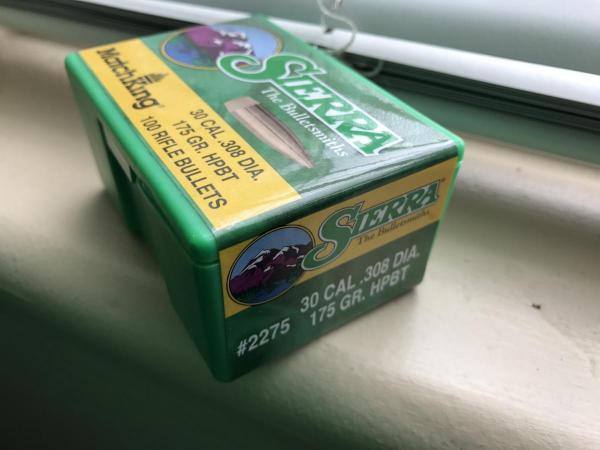 SIERRA
The Bulletsmiths
MatchKing
30 CAL .308 DIA.
175 GR. HPBT
100 RIFLE BULLETS
SIERRA
The Bulletsmiths
30 CAL .308 DIA.
#2275 175 GR. HPBT